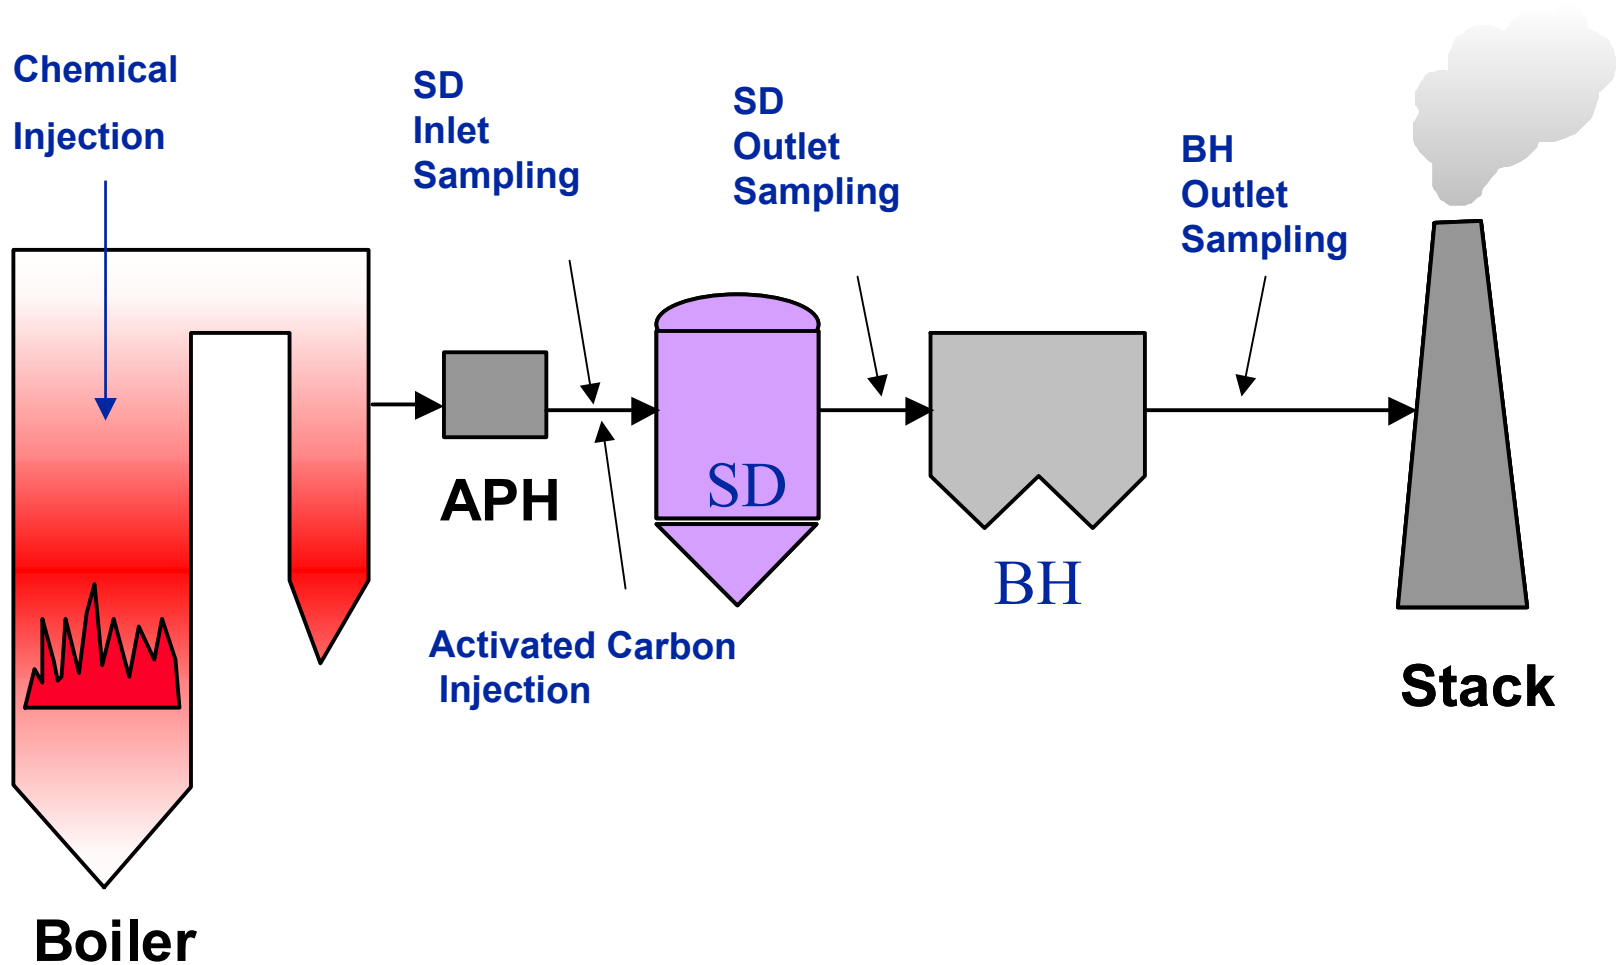 Chemical
Injection
SD
Inlet
Sampling
SD
Outlet
Sampling
BH
Outlet
Sampling
APH
SD
BH
Activated Carbon
Injection
Stack
Boiler